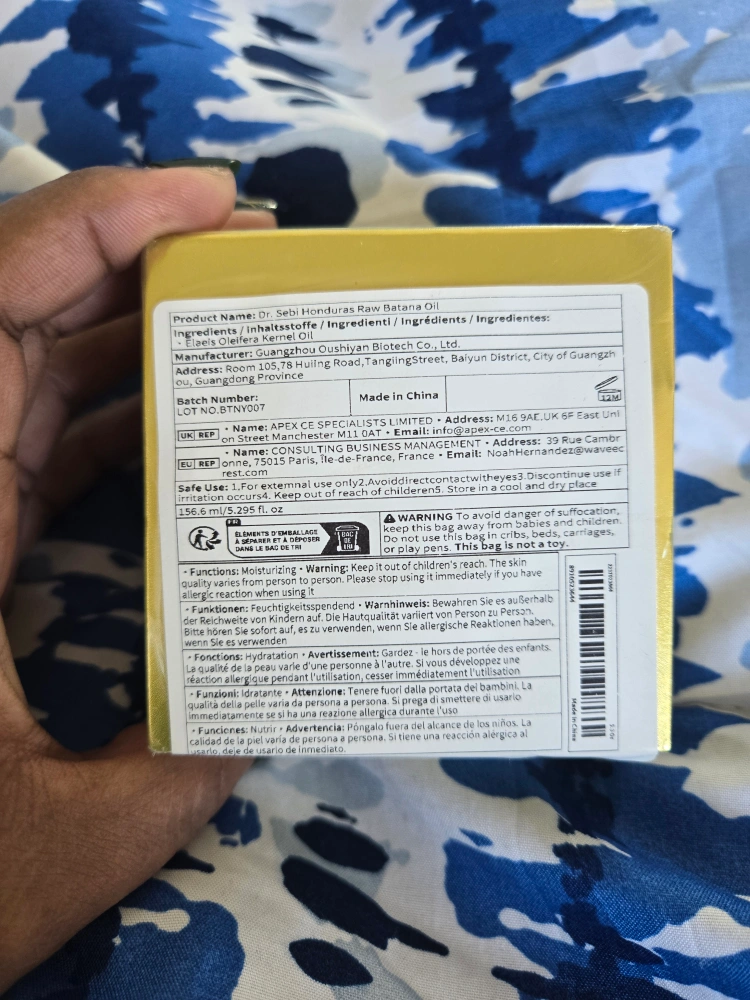 Product Name: Dr. Sebi Honduras Raw Batana Oil
Ingredients / Inhaltsstoffe / Ingredienti / Ingrédients / Ingredientes:
· Elaeis Oleifera Kernel Oil
Manufacturer: Guangzhou Oushiyan Biotech Co., Ltd.
Address: Room 105,78 Huiing Road,TangiingStreet, Baiyun District, City of Guangzh
ou, Guangdong Province
Batch Number:
LOT NO.BTNY007
Made in China
12M
UK REP · Name: APEX CE SPECIALISTS LIMITED · Address: M16 9AE.UK 6F East Uni
on Street Manchester M11 0AT · Email: info@apex-ce.com
EU REP · Name: CONSULTING BUSINESS MANAGEMENT · Address: 39 Rue Cambr
onne, 75015 Paris, Île-de-France, France · Email: NoahHernandez@waveec
rest.com
Safe Use: 1.For externnal use only2.Avoiddirectcontactwitheyes3.Discontinue use if
irritation occurs4. Keep out of reach of children5. Store in a cool and dry place
156.6 ml/5.295 fl. oz
FR
ÉLÉMENTS D'EMBALLAGE
À SÉPARER ET À DÉPOSER
DANS LE BAC DE TRI
BAC
DE
TRI
WARNING To avoid danger of suffocation,
keep this bag away from babies and children.
Do not use this bag in cribs, beds, carriages,
or play pens. This bag is not a toy.
· Functions: Moisturizing · Warning: Keep it out of children's reach. The skin
quality varies from person to person. Please stop using it immediately if you have
allergic reaction when using it
· Funktionen: Feuchtigkeitsspendend · Warnhinweis: Bewahren Sie es außerhalb
der Reichweite von Kindern auf. Die Hautqualität variiert von Person zu Person.
Bitte hören Sie sofort auf, es zu verwenden, wenn Sie allergische Reaktionen haben,
wenn Sie es verwenden
· Fonctions: Hydratation · Avertissement: Gardez - le hors de portée des enfants.
La qualité de la peau varie d'une personne à l'autre. Si vous développez une
réaction allergique pendant l'utilisation, cesser immédiatement l'utilisation
· Funzioni: Idratante · Attenzione: Tenere fuori dalla portata dei bambini. La
qualità della pelle varia da persona a persona. Si prega di smettere di usarlo
immediatamente se si ha una reazione allergica durante l'uso
· Funciones: Nutrir · Advertencia: Póngalo fuera del alcance de los niños. La
calidad de la piel varía de persona a persona. Si tiene una reacción alérgica al
usarlo, deje de usarlo de inmediato.
Made in China